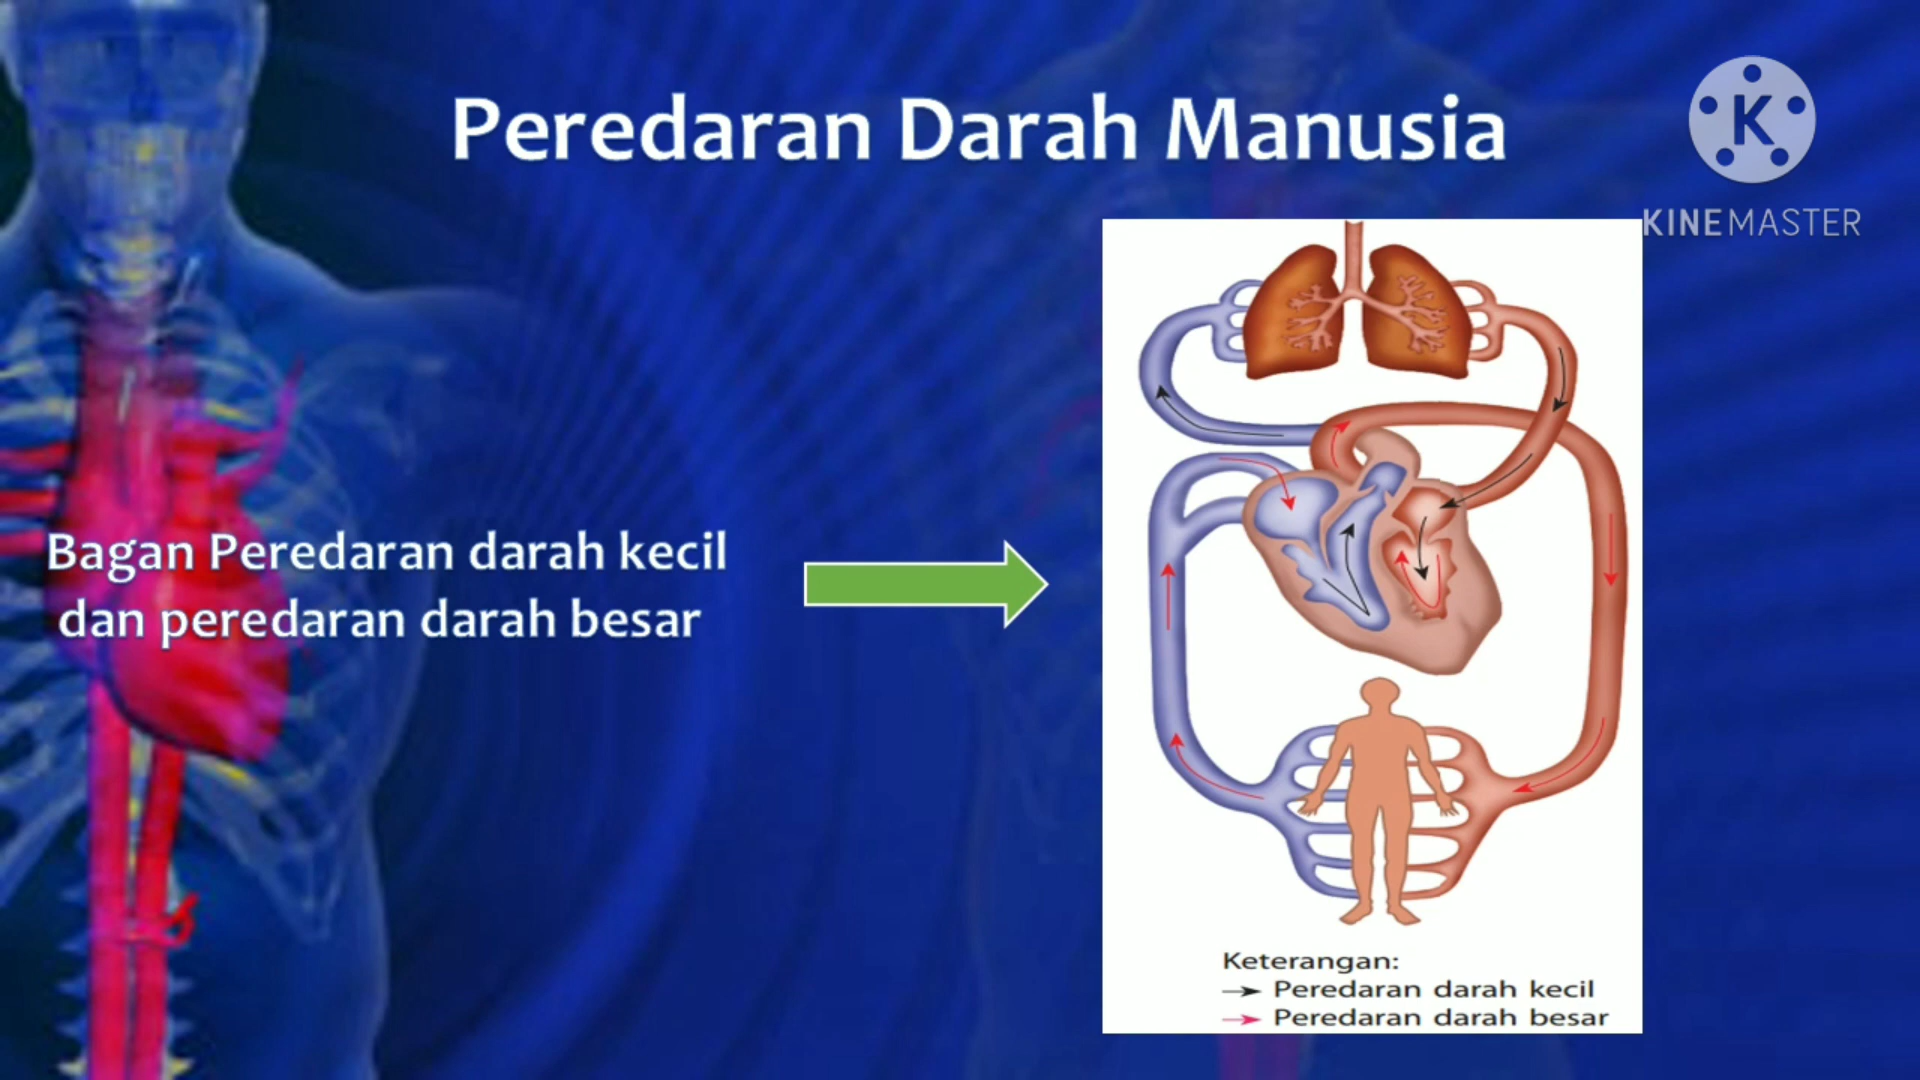 Peredaran Darah Manusia
K
KINEMASTER
Bagan Peredaran darah kecil
dan peredaran darah besar
Keterangan:
Peredaran darah kecil
Peredaran darah besar